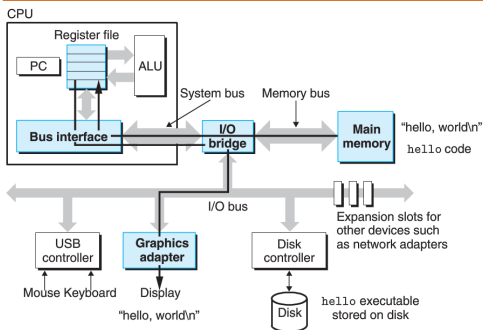 CPU
Register file
PC
ALU
System bus
Memory bus
Bus interface
I/O
bridge
Main
memory
"hello, world\n"
hello code
I/O bus
Expansion slots for
other devices such
as network adapters
USB
controller
Graphics
adapter
Disk
controller
Mouse Keyboard
Display
"hello, world\n"
Disk
hello executable
stored on disk